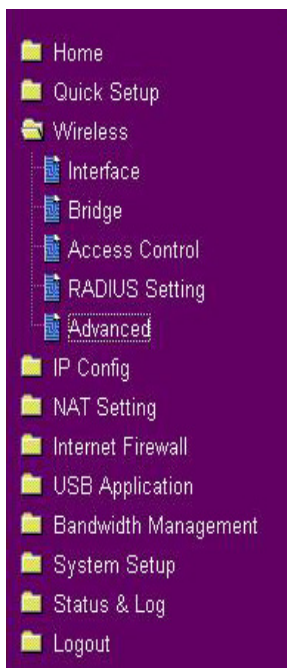 Home
Quick Setup
Wireless
Interface
Bridge
Access Control
RADIUS Setting
Advanced
IP Config
NAT Setting
Internet Firewall
USB Application
Bandwidth Management
System Setup
Status & Log
Logout